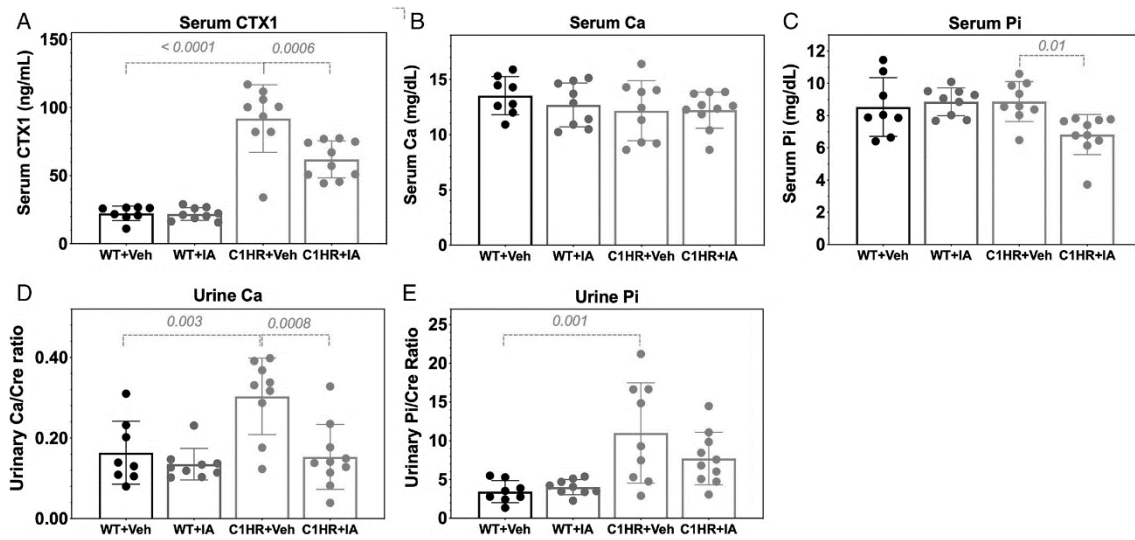 A
Serum CTX1
Serum CTX1 (ng/mL)
150
100
50
0
< 0.0001
0.0006
WT+Veh
WT+IA
C1HR+Veh
C1HR+IA
B
Serum Ca
Serum Ca (mg/dL)
20
15
10
5
0
WT+Veh
WT+IA
C1HR+Veh
C1HR+IA
C
Serum Pi
Serum Pi (mg/dL)
12
10
8
6
4
2
0
0.01
WT+Veh
WT+IA
C1HR+Veh
C1HR+IA
D
Urine Ca
Urinary Ca/Cre ratio
0.40
0.20
0.00
0.003
0.0008
WT+Veh
WT+IA
C1HR+Veh
C1HR+IA
E
Urine Pi
Urinary Pi/Cre Ratio
25
20
15
10
5
0
0.001
WT+Veh
WT+IA
C1HR+Veh
C1HR+IA